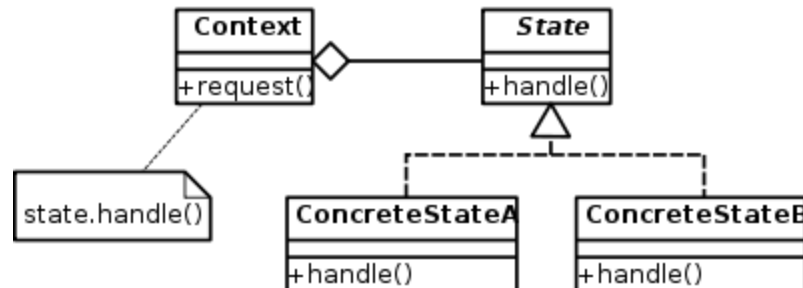 Context
+request()
State
+handle()
state.handle()
ConcreteStateA
+handle()
ConcreteStateB
+handle()